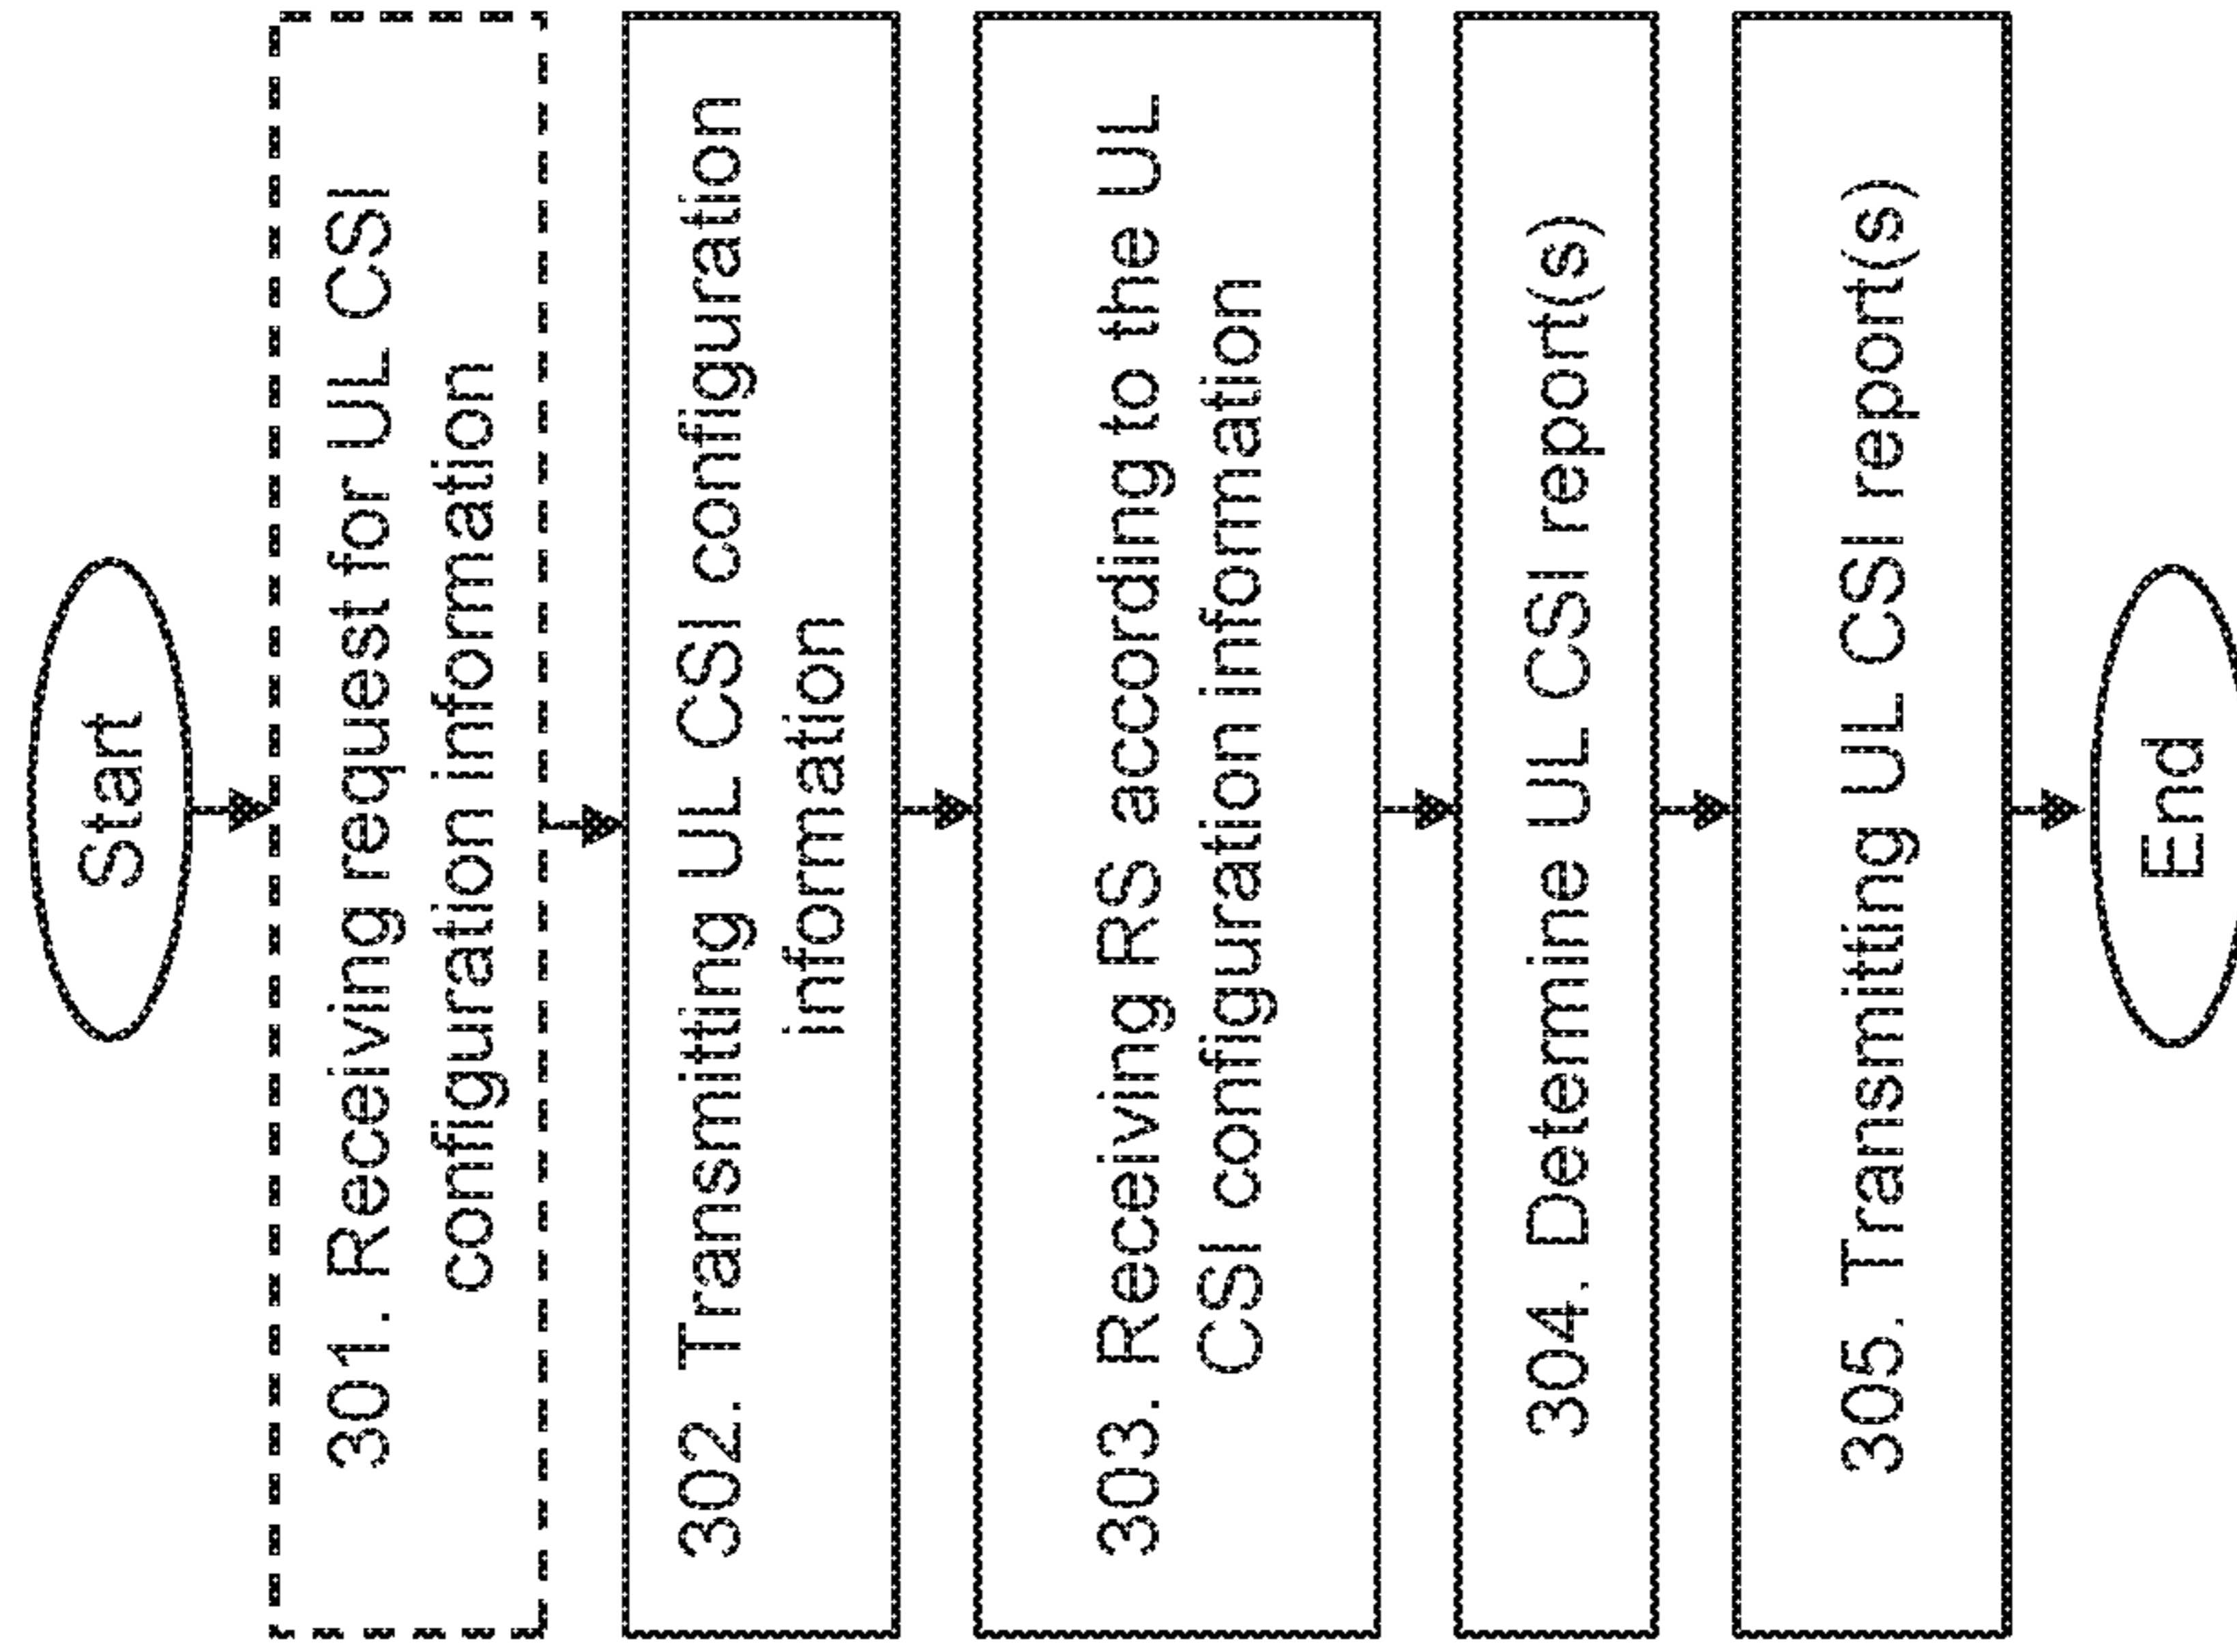 Start
301. Receiving request for UL CSI
configuration information
302. Transmitting UL CSI configuration
information
303. Receiving RS according to the UL
CSI configuration information
304. Determine UL CSI report(s)
305. Transmitting UL CSI report(s)
End